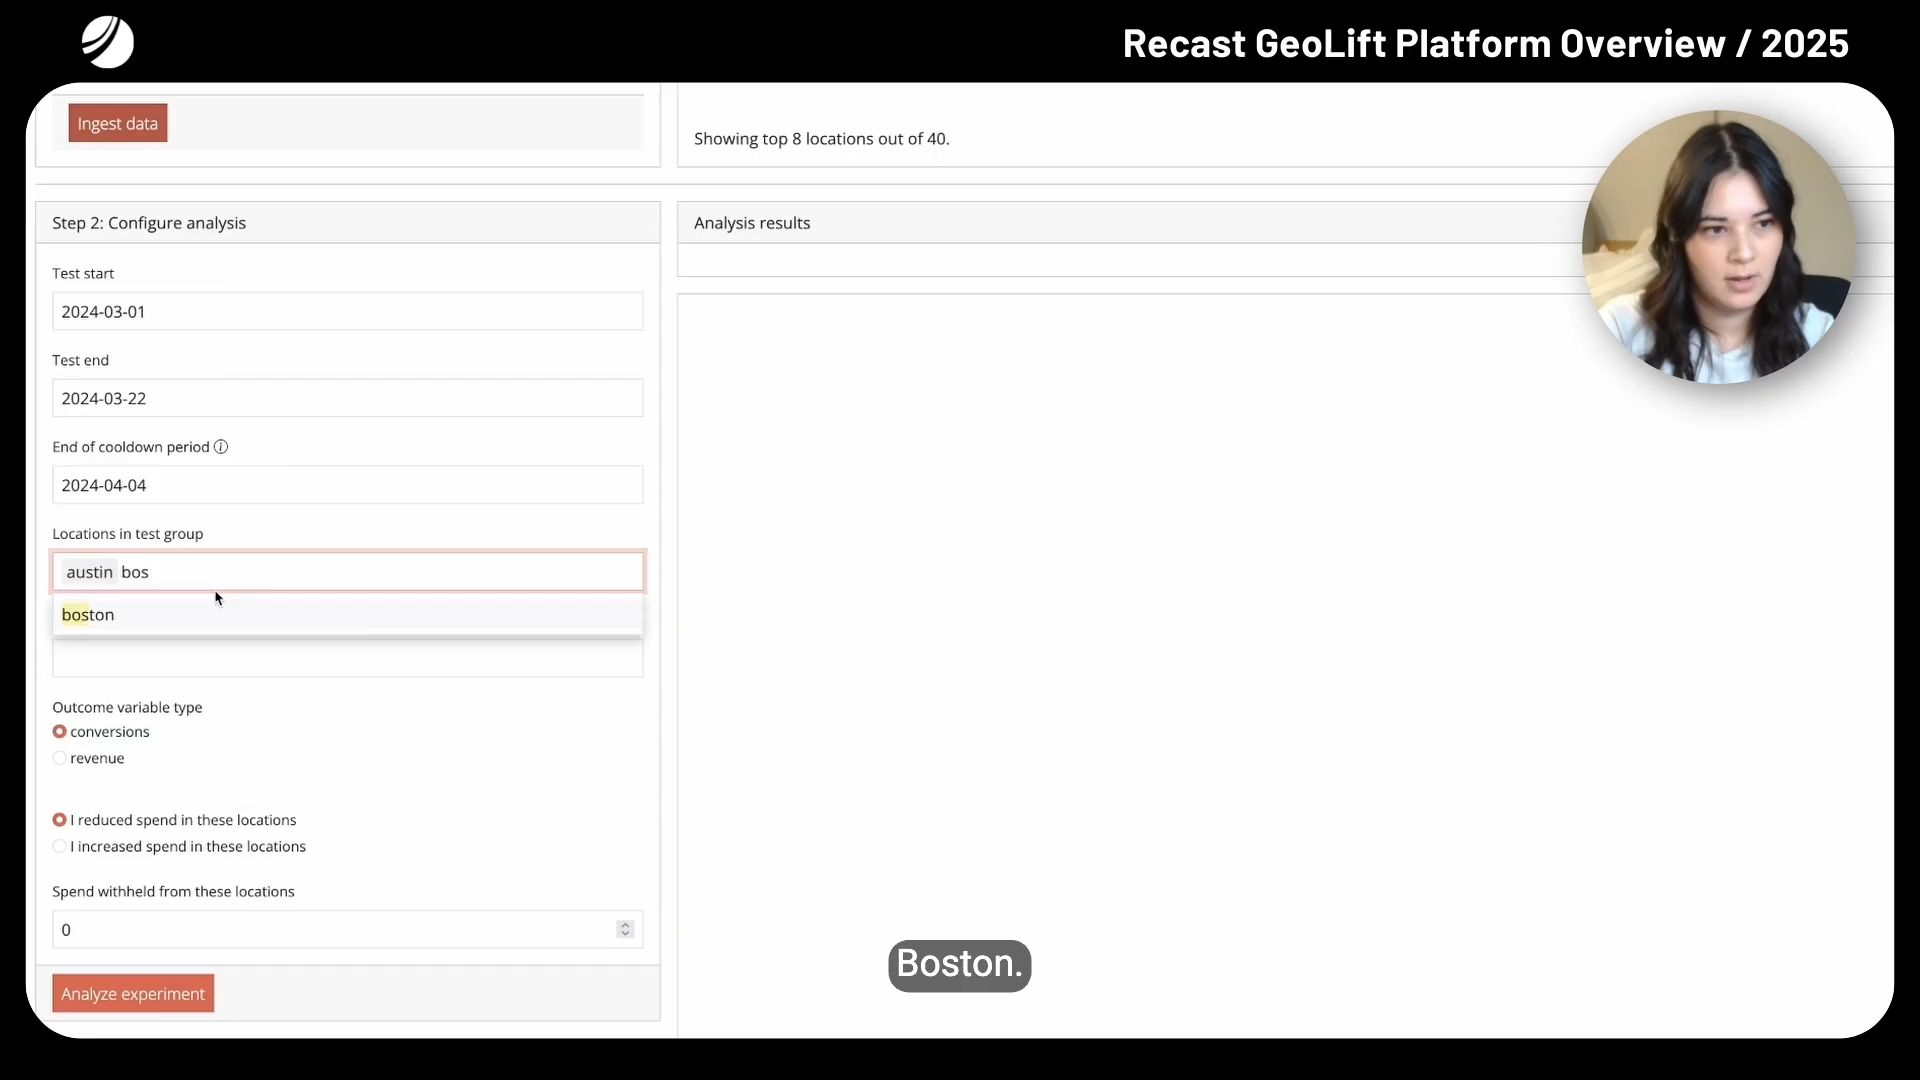 Recast GeoLift Platform Overview / 2025
Ingest data
Showing top 8 locations out of 40.
Step 2: Configure analysis
Test start
2024-03-01
Test end
2024-03-22
End of cooldown period
2024-04-04
Locations in test group
austin bos
boston
Outcome variable type
conversions
revenue
I reduced spend in these locations
I increased spend in these locations
Spend withheld from these locations
0
Analyze experiment
Analysis results
Boston.